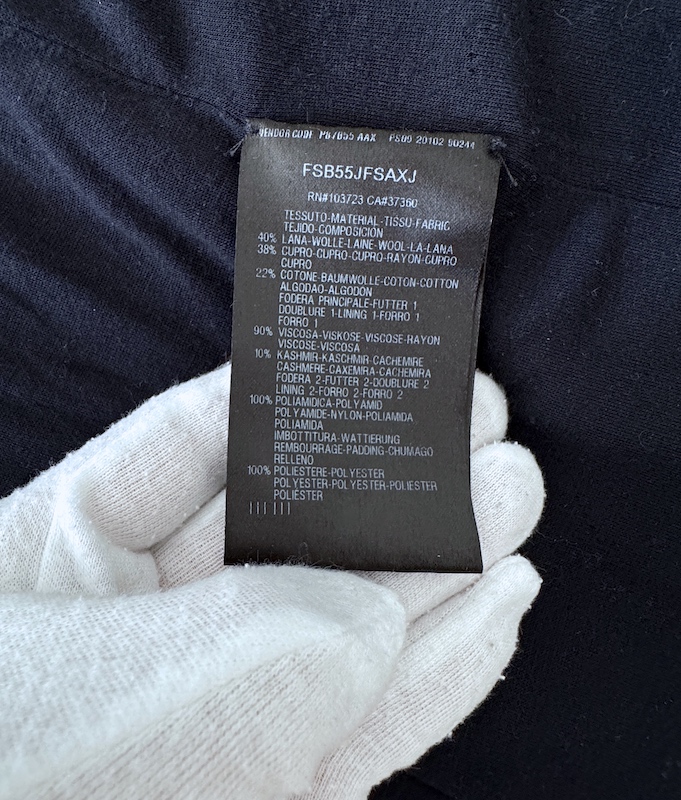 VENDOR CODE PB7B55 AAX PS09 20102 90244
FSB55JFSAXJ
RN#103723 CA#37360
TESSUTO-MATERIAL-TISSU-FABRIC
TEJIDO-COMPOSICION
40% LANA-WOLLE-LAINE-WOOL-LA-LANA
38% CUPRO-CUPRO-CUPRO-RAYON-CUPRO
CUPRO
22% COTONE-BAUMWOLLE-COTON-COTTON
ALGODAO-ALGODON
FODERA PRINCIPALE-FUTTER 1
DOUBLURE 1-LINING 1-FORRO 1
FORRO 1
90% VISCOSA-VISKOSE-VISCOSE-RAYON
VISCOSE-VISCOSA
10% KASHMIR-KASCHMIR-CACHEMIRE
CASHMERE-CAXEMIRA-CACHEMIRA
FODERA 2-FUTTER 2-DOUBLURE 2
LINING 2-FORRO 2-FORRO 2
100% POLIAMIDICA-POLYAMID
POLYAMIDE-NYLON-POLIAMIDA
POLIAMIDA
IMBOTTITURA-WATTIERUNG
REMBOURRAGE-PADDING-CHUMAGO
RELLENO
100% POLIESTERE-POLYESTER
POLYESTER-POLYESTER-POLIESTER
POLIÉSTER